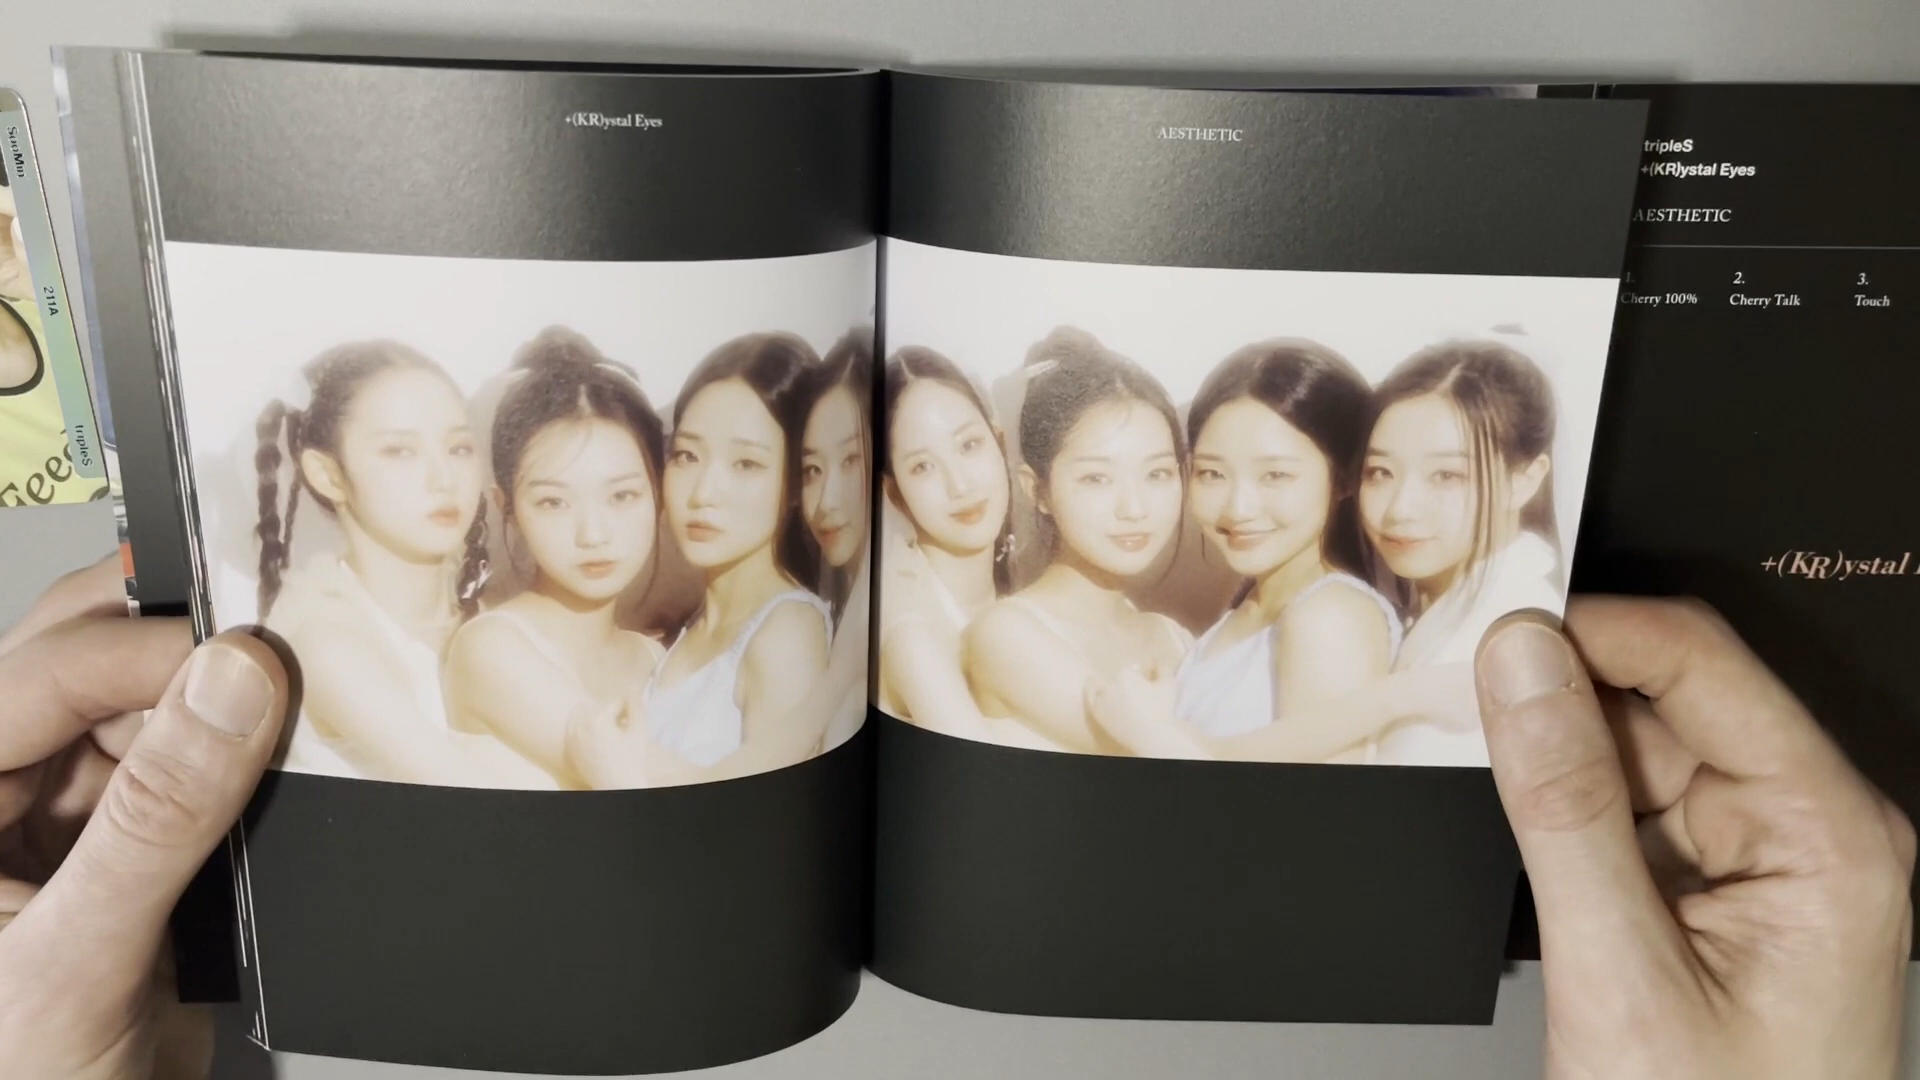 SooMin
211A
tripleS
+(KR)ystal Eyes
AESTHETIC
tripleS
+(KR)ystal Eyes
AESTHETIC
1.
Cherry 100%
2.
Cherry Talk
3.
Touch
+(KR)ystal